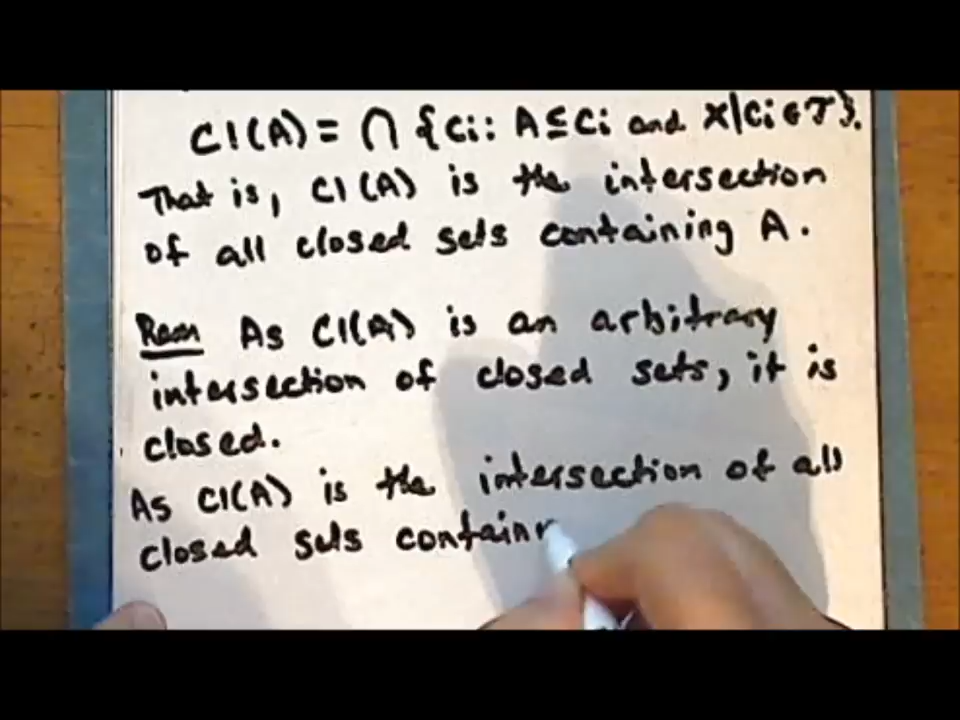 Cl(A) = ∩ {Ci : A ⊆ Ci and X|Ci ∈ T}.
That is, Cl(A) is the intersection
of all closed sets containing A.
Rem As Cl(A) is an arbitrary
intersection of closed sets, it is
closed.
As Cl(A) is the intersection of all
closed sets contain